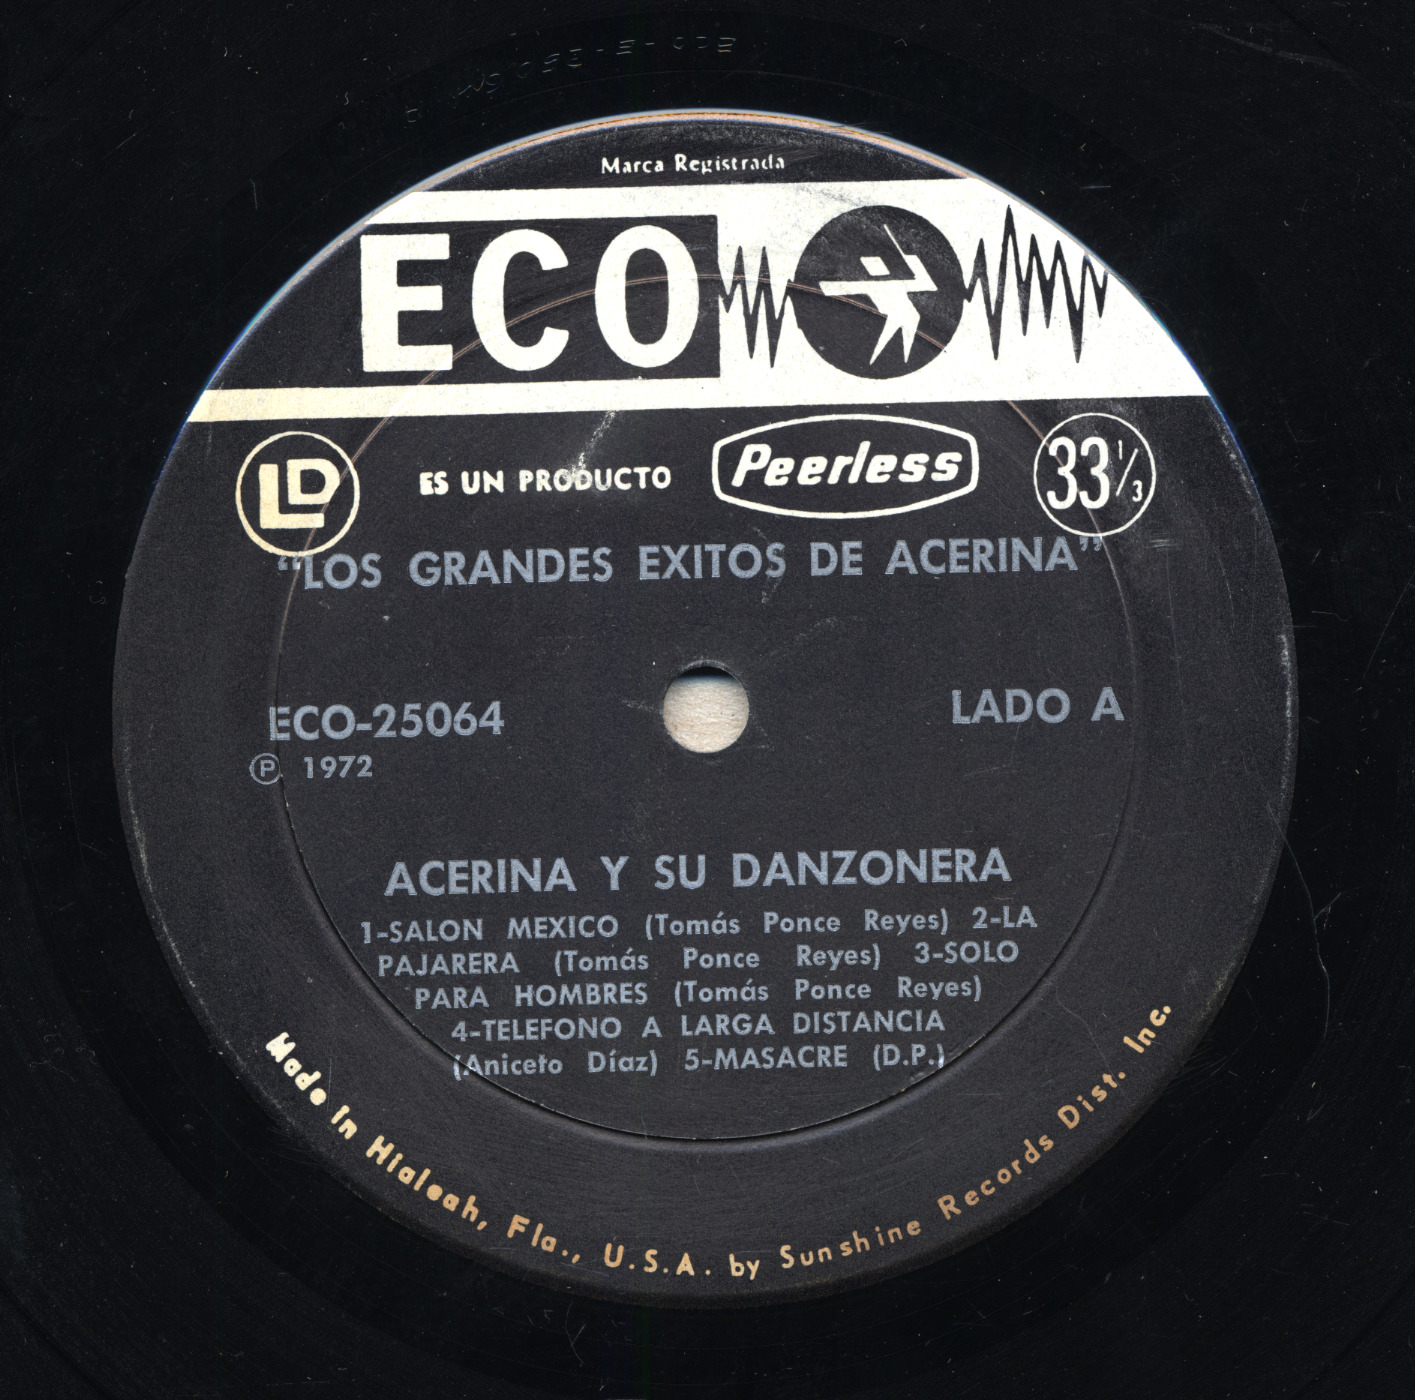 Marca Registrada
ECO
LD
ES UN PRODUCTO
Peerless
33 1/3
"LOS GRANDES EXITOS DE ACERINA"
ECO-25064
LADO A
Ⓟ 1972
ACERINA Y SU DANZONERA
1-SALON MEXICO (Tomás Ponce Reyes) 2-LA
PAJARERA (Tomás Ponce Reyes) 3-SOLO
PARA HOMBRES (Tomás Ponce Reyes)
4-TELEFONO A LARGA DISTANCIA
(Aniceto Díaz) 5-MASACRE (D.P.)
Made In Hialeah, Fla., U.S.A. by Sunshine Records Dist. Inc.